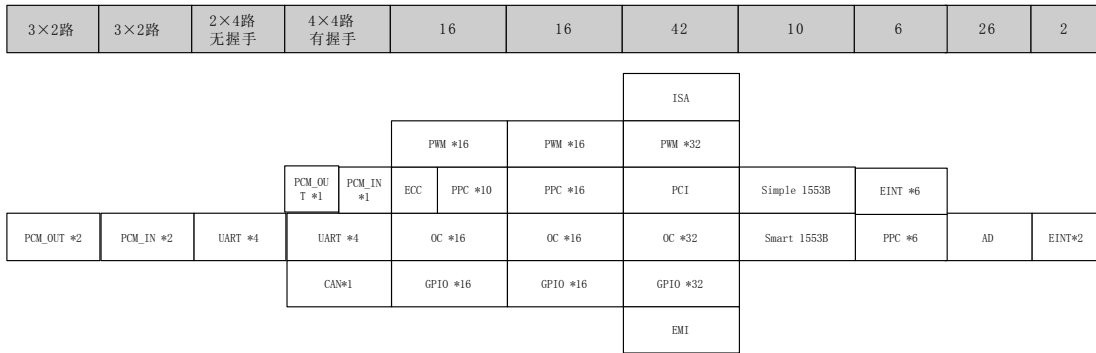 3×2路
3×2路
2×4路
无握手
4×4路
有握手
16
16
42
10
6
26
2
ISA
PWM *16
PWM *16
PWM *32
PCM_OU
T *1
PCM_IN
*1
ECC
PPC *10
PPC *16
PCI
Simple 1553B
EINT *6
PCM_OUT *2
PCM_IN *2
UART *4
UART *4
OC *16
OC *16
OC *32
Smart 1553B
PPC *6
AD
EINT*2
CAN*1
GPIO *16
GPIO *16
GPIO *32
EMI